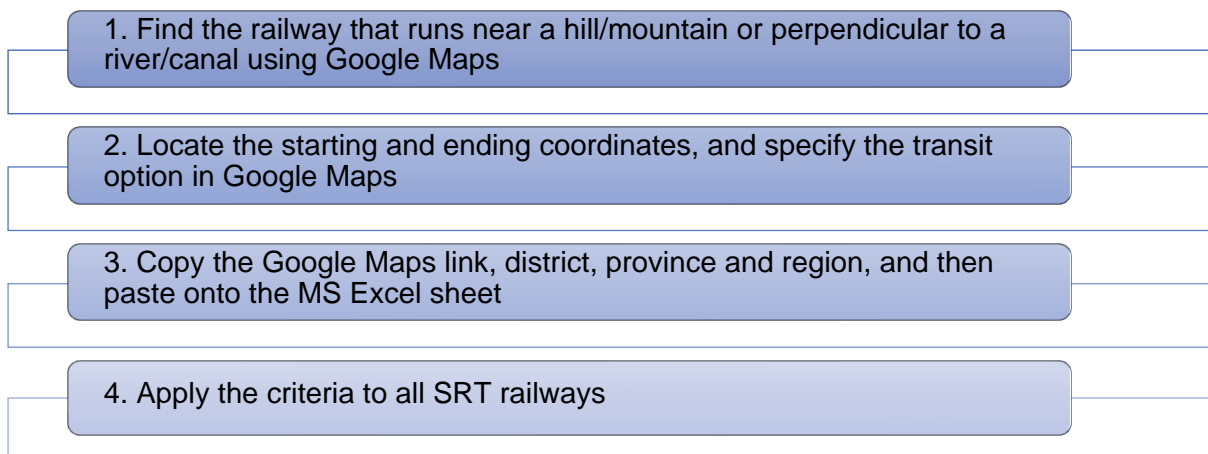 1. Find the railway that runs near a hill/mountain or perpendicular to a
river/canal using Google Maps
2. Locate the starting and ending coordinates, and specify the transit
option in Google Maps
3. Copy the Google Maps link, district, province and region, and then
paste onto the MS Excel sheet
4. Apply the criteria to all SRT railways